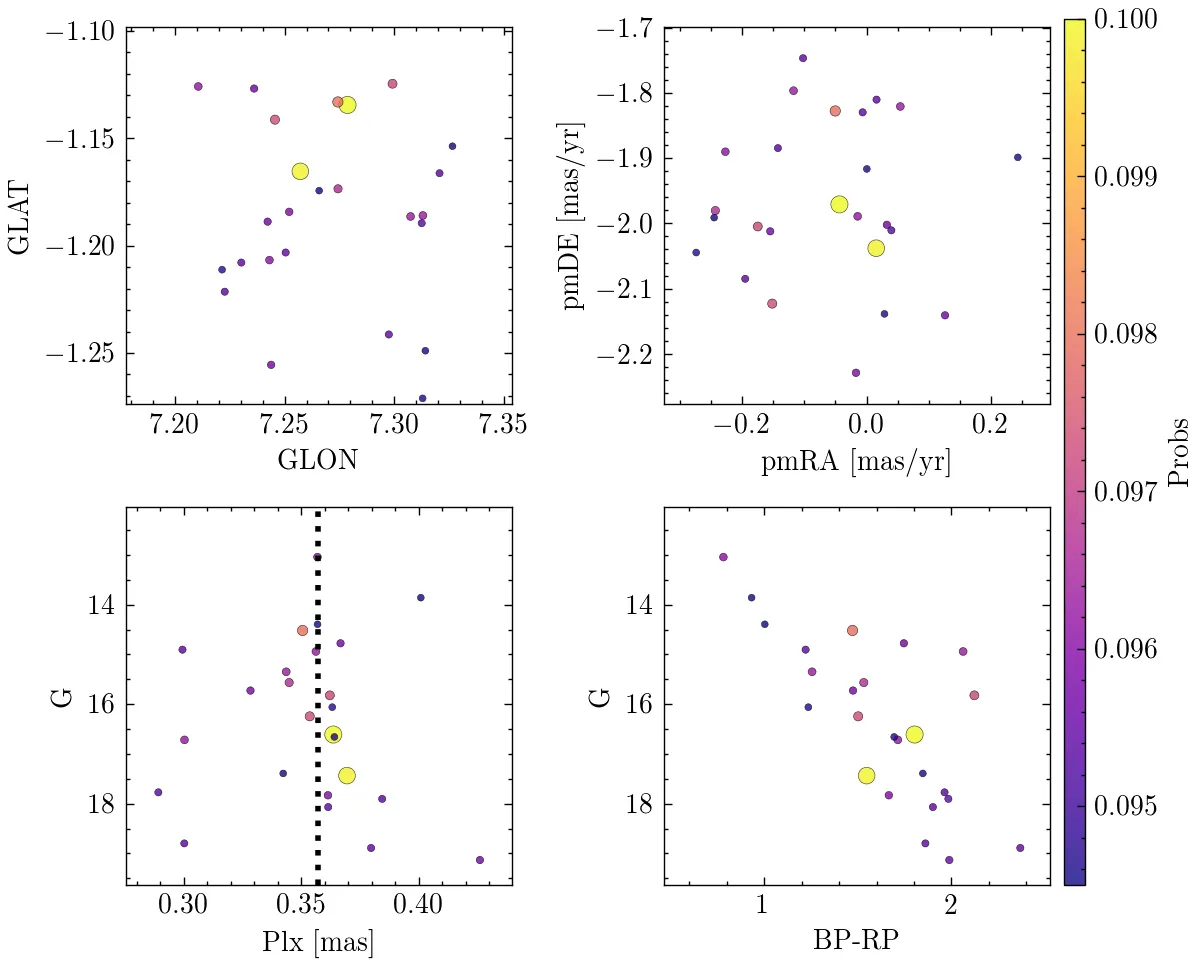 −1.10
−1.15
−1.20
−1.25
GLAT
7.20 7.25 7.30 7.35
GLON
−1.7
−1.8
−1.9
−2.0
−2.1
−2.2
pmDE [mas/yr]
−0.2 0.0 0.2
pmRA [mas/yr]
0.100
0.099
0.098
0.097
0.096
0.095
Probs
14
16
18
G
0.30 0.35 0.40
Plx [mas]
14
16
18
G
1 2
BP-RP